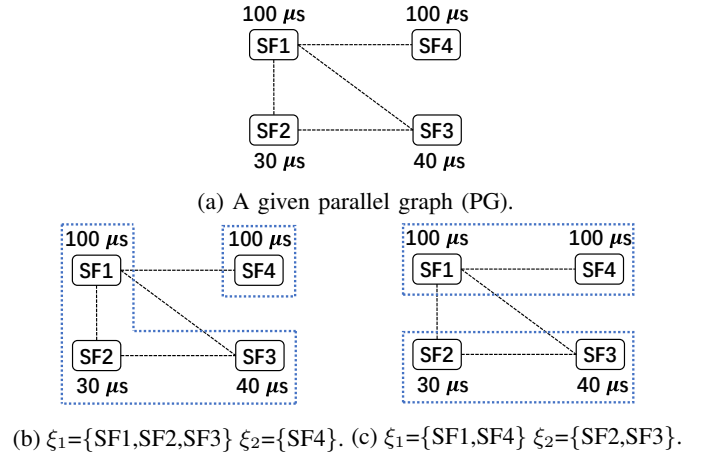 100 μs 100 μs
SF1 SF4
SF2 SF3
30 μs 40 μs
(a) A given parallel graph (PG).
100 μs 100 μs 100 μs 100 μs
SF1 SF4 SF1 SF4
SF2 SF3 SF2 SF3
30 μs 40 μs 30 μs 40 μs
(b) ξ₁={SF1,SF2,SF3} ξ₂={SF4}. (c) ξ₁={SF1,SF4} ξ₂={SF2,SF3}.